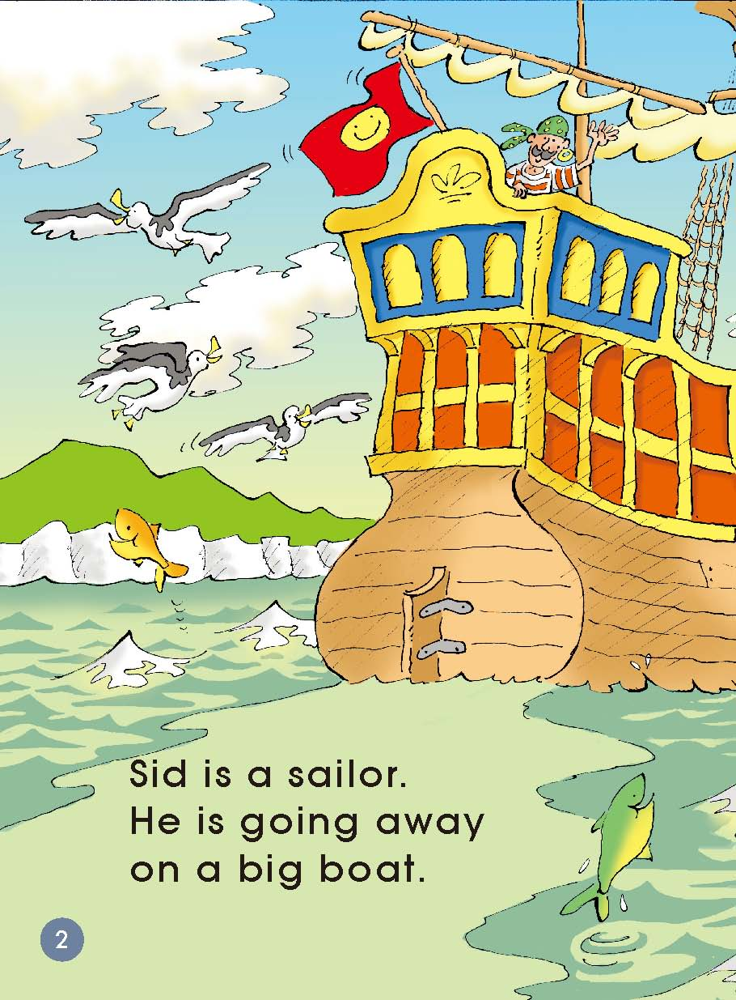 Sid is a sailor.
He is going away
on a big boat.
2